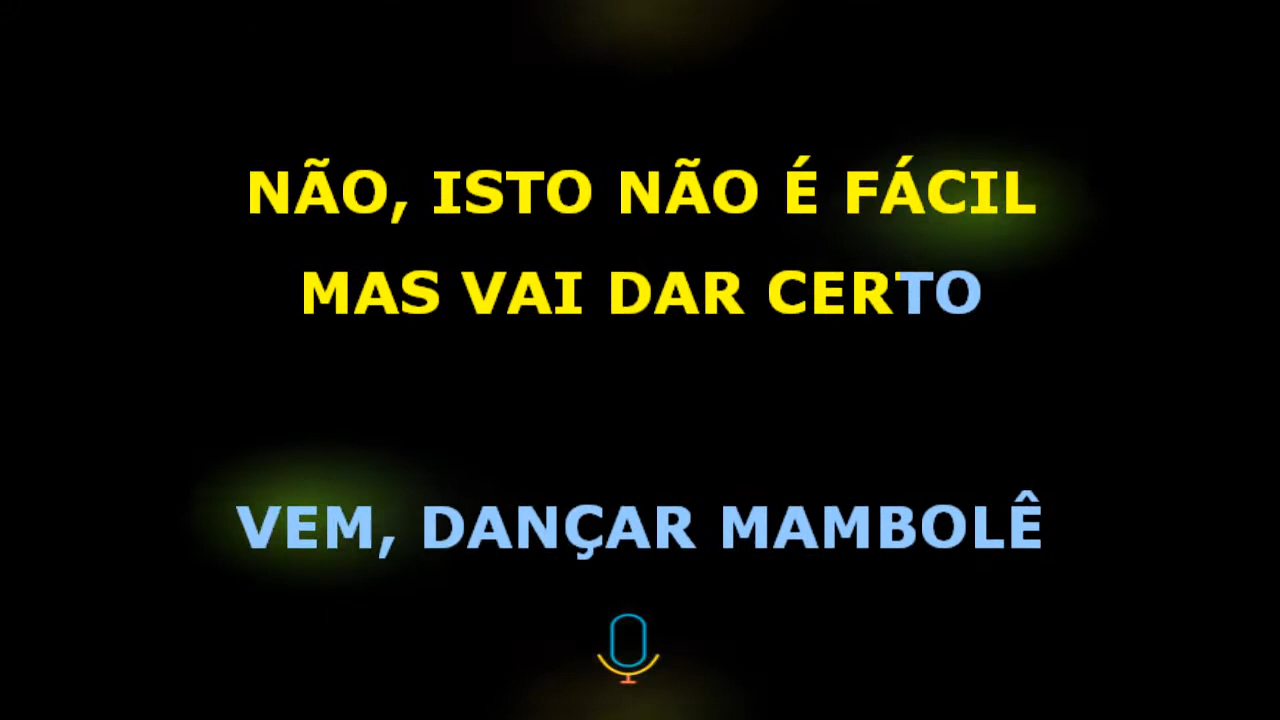 NÃO, ISTO NÃO É FÁCIL
MAS VAI DAR CERTO
VEM, DANÇAR MAMBOLÊ